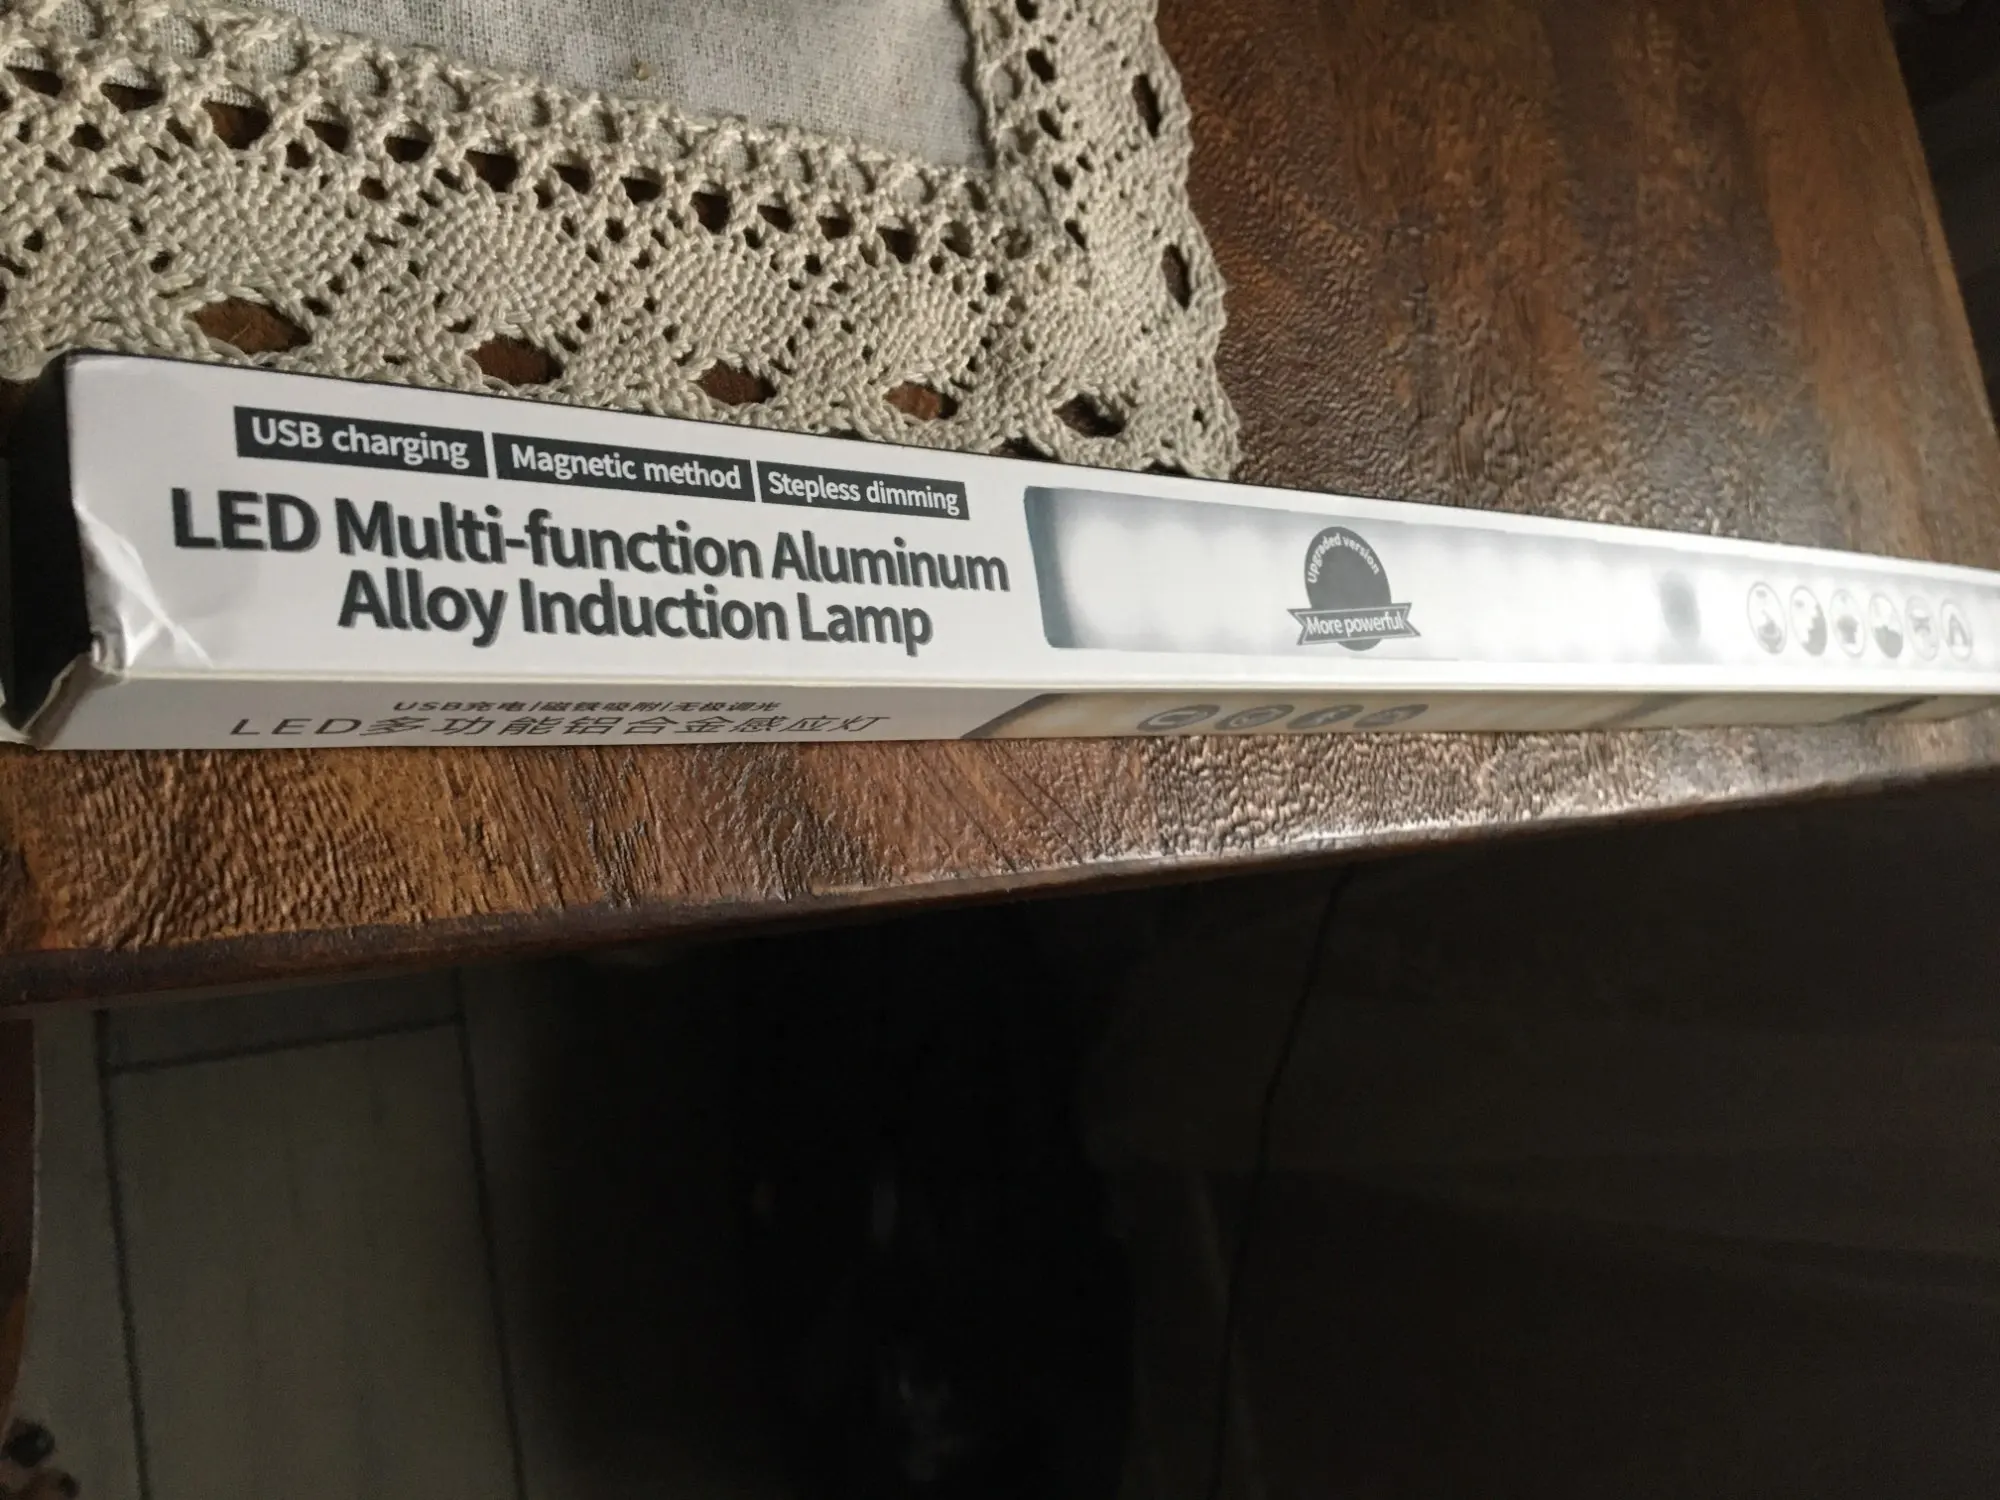 USB charging Magnetic method Stepless dimming
LED Multi-function Aluminum
Alloy Induction Lamp
Upgraded version
More powerful
USB充电|磁铁吸附|无极调光
LED多功能铝合金感应灯